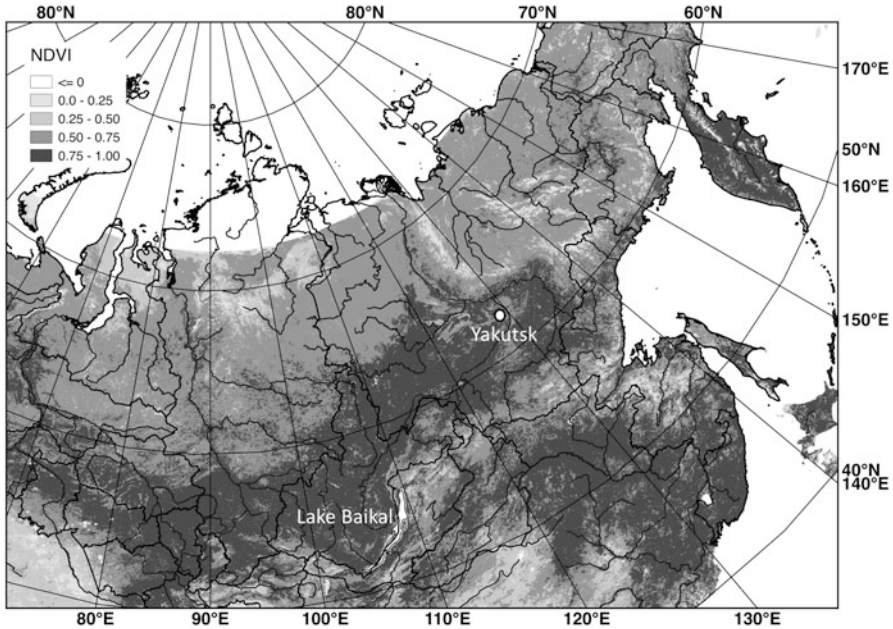 80°N
80°N
70°N
60°N
NDVI
<= 0
0.0 - 0.25
0.25 - 0.50
0.50 - 0.75
0.75 - 1.00
170°E
50°N
160°E
150°E
Yakutsk
40°N
140°E
Lake Baikal
80°E
90°E
100°E
110°E
120°E
130°E